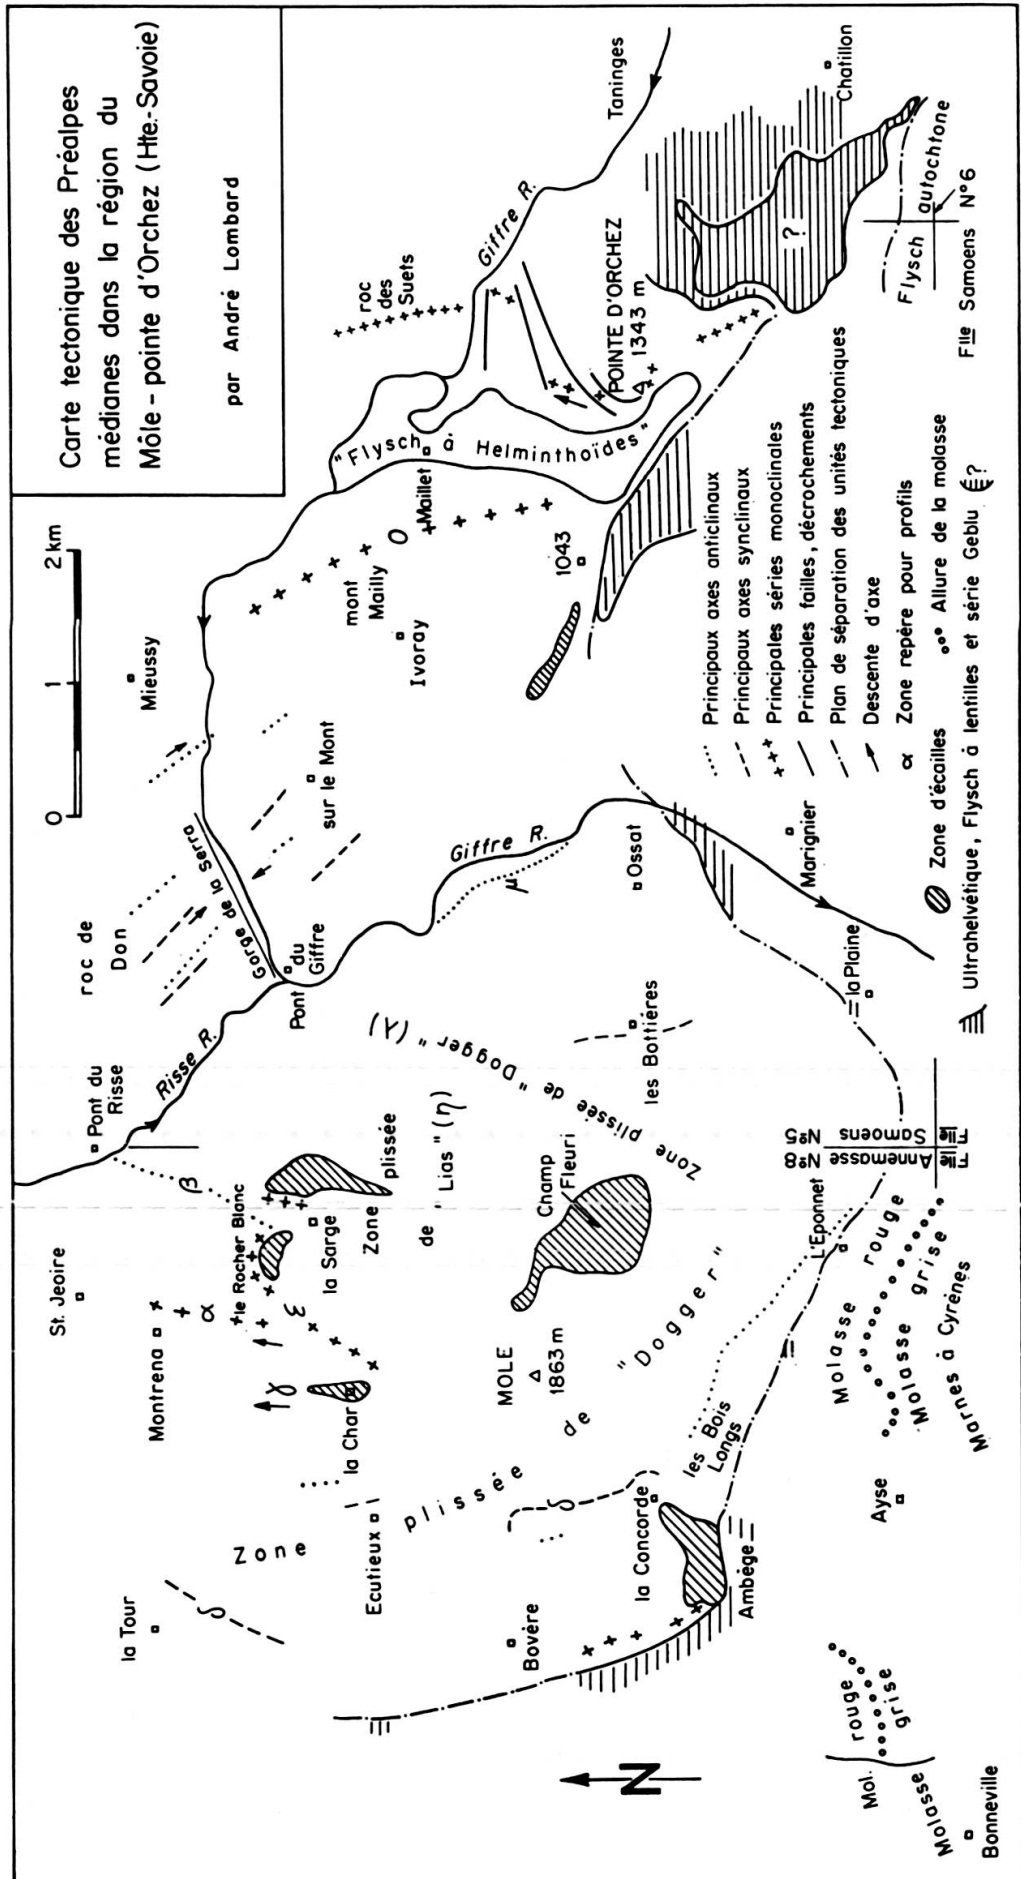 Carte tectonique des Préalpes
médianes dans la région du
Môle - pointe d'Orchez (Hte.-Savoie)
par André Lombard
0 1 2 km
St. Jeoire
Pont du
Risse
Risse R.
roc de
Don
Mieussy
Gorge de la Serra
Pont
du
Giffre
sur le Mont
mont
Mailly
Ivoray
Maillet
"Flysch à Helminthoïdes"
roc
des
Suets
Giffre R.
Taninges
POINTE D'ORCHEZ
1343 m
1043
Chatillon
?
Flysch autochtone
Flle Samoens N°6
la Tour
Montrena
α
β
le Rocher Blanc
γ
ε
la Char
la Sarge
Zone
plissée
de "Lias" (η)
Ecutieux
Zone
plissée
de
"Dogger"
δ
δ
MOLE
1863 m
Champ
Fleuri
Zone plissée de "Dogger" (λ)
les Bottières
Giffre R.
μ
Ossat
Marignier
la Plaine
Bovère
la Concorde
les Bois
Longs
Ambège
L'Eponnet
Flle
Annemasse N°8
Flle
Samoens N°5
Molasse rouge
Molasse grise
Marnes à Cyrènes
Ayse
Mol. rouge
Molasse grise
Bonneville
N
Principaux axes anticlinaux
Principaux axes synclinaux
Principales séries monoclinales
Principales failles, décrochements
Plan de séparation des unités tectoniques
Descente d'axe
α Zone repère pour profils
Zone d'écailles
Allure de la molasse
Ultrahelvétique, Flysch à lentilles et série Geblu ?